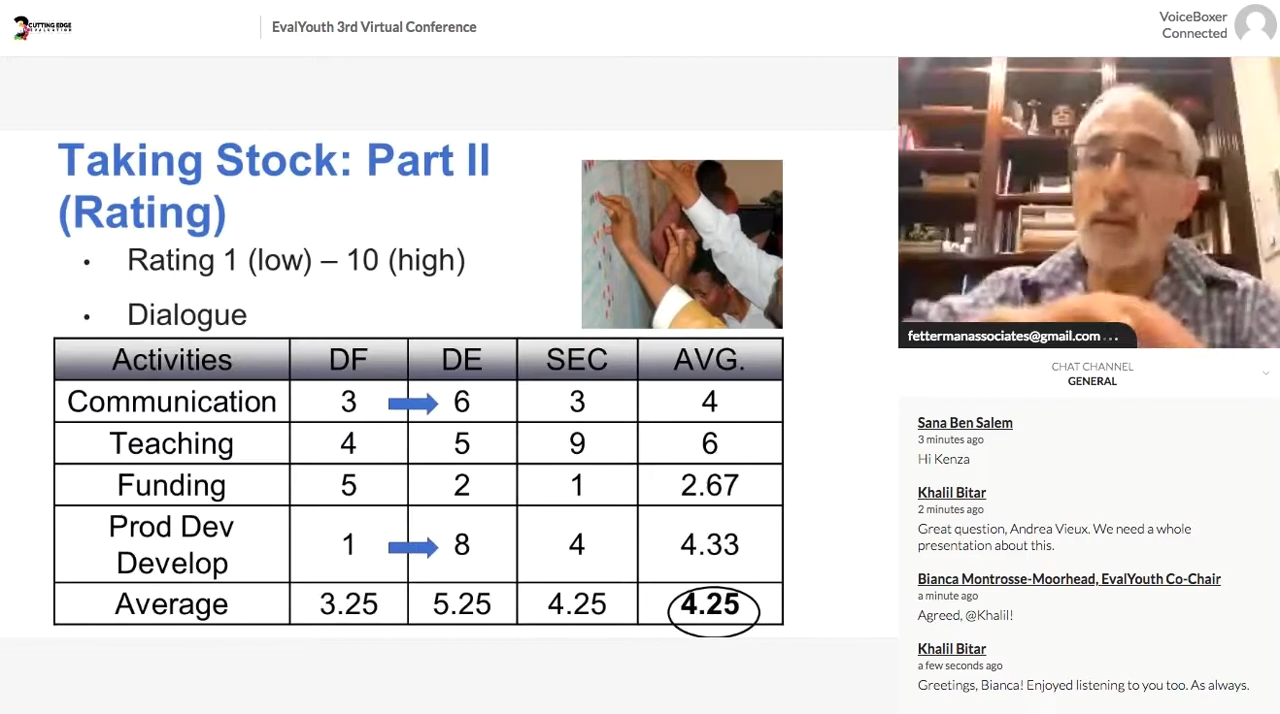 CUTTING EDGE
EvalYouth 3rd Virtual Conference
VoiceBoxer
Connected
Taking Stock: Part II
(Rating)
• Rating 1 (low) – 10 (high)
• Dialogue
Activities DF DE SEC AVG.
Communication 3 6 3 4
Teaching 4 5 9 6
Funding 5 2 1 2.67
Prod Dev
Develop 1 8 4 4.33
Average 3.25 5.25 4.25 4.25
fettermanassociates@gmail.com ...
CHAT CHANNEL
GENERAL
Sana Ben Salem
3 minutes ago
Hi Kenza
Khalil Bitar
2 minutes ago
Great question, Andrea Vieux. We need a whole
presentation about this.
Bianca Montrosse-Moorhead, EvalYouth Co-Chair
a minute ago
Agreed, @Khalil!
Khalil Bitar
a few seconds ago
Greetings, Bianca! Enjoyed listening to you too. As always.